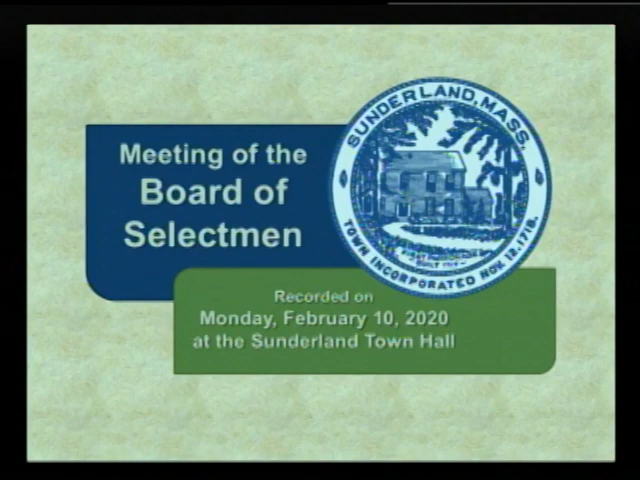 Meeting of the
Board of
Selectmen
SUNDERLAND, MASS.
TOWN INCORPORATED NOV. 12, 1718.
Recorded on
Monday, February 10, 2020
at the Sunderland Town Hall